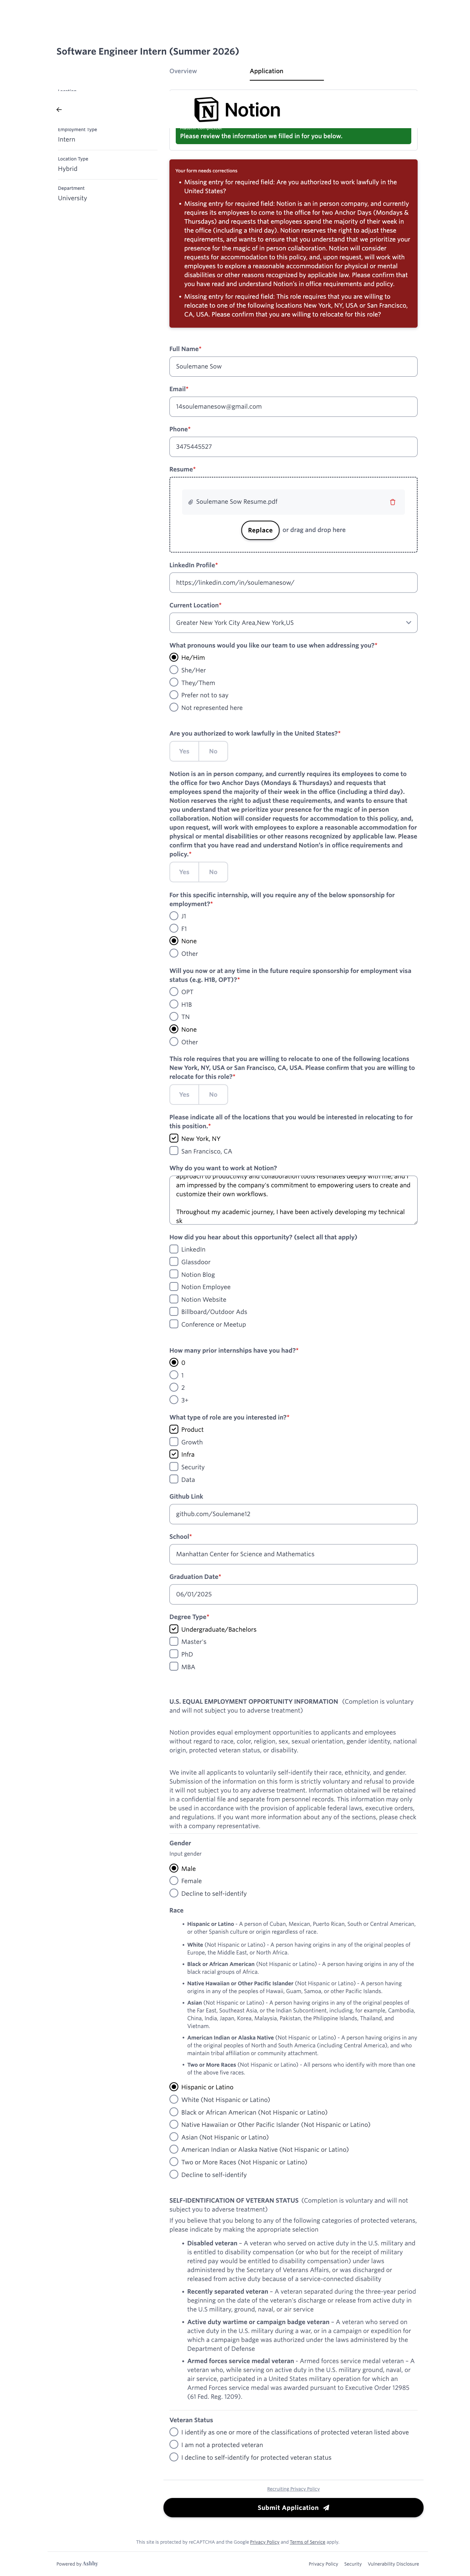 Software Engineer Intern (Summer 2026)
Overview
Application
Notion
Employment Type
Intern
Location Type
Hybrid
Department
University
Please review the information we filled in for you below.
Your form needs corrections
• Missing entry for required field: Are you authorized to work lawfully in the
United States?
• Missing entry for required field: Notion is an in person company, and currently
requires its employees to come to the office for two Anchor Days (Mondays &
Thursdays) and requests that employees spend the majority of their week in
the office (including a third day). Notion reserves the right to adjust these
requirements, and wants to ensure that you understand that we prioritize your
presence for the magic of in person collaboration. Notion will consider
requests for accommodation to this policy, and, upon request, will work with
employees to explore a reasonable accommodation for physical or mental
disabilities or other reasons recognized by applicable law. Please confirm that
you have read and understand Notion's in office requirements and policy.
• Missing entry for required field: This role requires that you are willing to
relocate to one of the following locations New York, NY, USA or San Francisco,
CA, USA. Please confirm that you are willing to relocate for this role?
Full Name*
Soulemane Sow
Email*
14soulemanesow@gmail.com
Phone*
3475445527
Resume*
Soulemane Sow Resume.pdf
Replace or drag and drop here
LinkedIn Profile*
https://linkedin.com/in/soulemanesow/
Current Location*
Greater New York City Area,New York,US
What pronouns would you like our team to use when addressing you?*
He/Him
She/Her
They/Them
Prefer not to say
Not represented here
Are you authorized to work lawfully in the United States?*
Yes No
Notion is an in person company, and currently requires its employees to come to
the office for two Anchor Days (Mondays & Thursdays) and requests that
employees spend the majority of their week in the office (including a third day).
Notion reserves the right to adjust these requirements, and wants to ensure that
you understand that we prioritize your presence for the magic of in person
collaboration. Notion will consider requests for accommodation to this policy, and,
upon request, will work with employees to explore a reasonable accommodation for
physical or mental disabilities or other reasons recognized by applicable law. Please
confirm that you have read and understand Notion's in office requirements and
policy.*
Yes No
For this specific internship, will you require any of the below sponsorship for
employment?*
J1
F1
None
Other
Will you now or at any time in the future require sponsorship for employment visa
status (e.g. H1B, OPT)?*
OPT
H1B
TN
None
Other
This role requires that you are willing to relocate to one of the following locations
New York, NY, USA or San Francisco, CA, USA. Please confirm that you are willing to
relocate for this role?*
Yes No
Please indicate all of the locations that you would be interested in relocating to for
this position.*
New York, NY
San Francisco, CA
Why do you want to work at Notion?
approach to productivity and collaboration tools resonates deeply with me, and I
am impressed by the company's commitment to empowering users to create and
customize their own workflows.
Throughout my academic journey, I have been actively developing my technical
sk
How did you hear about this opportunity? (select all that apply)
LinkedIn
Glassdoor
Notion Blog
Notion Employee
Notion Website
Billboard/Outdoor Ads
Conference or Meetup
How many prior internships have you had?*
0
1
2
3+
What type of role are you interested in?*
Product
Growth
Infra
Security
Data
Github Link
github.com/Soulemane12
School*
Manhattan Center for Science and Mathematics
Graduation Date*
06/01/2025
Degree Type*
Undergraduate/Bachelors
Master's
PhD
MBA
U.S. EQUAL EMPLOYMENT OPPORTUNITY INFORMATION (Completion is voluntary
and will not subject you to adverse treatment)
Notion provides equal employment opportunities to applicants and employees
without regard to race, color, religion, sex, sexual orientation, gender identity, national
origin, protected veteran status, or disability.
We invite all applicants to voluntarily self-identify their race, ethnicity, and gender.
Submission of the information on this form is strictly voluntary and refusal to provide
it will not subject you to any adverse treatment. Information obtained will be retained
in a confidential file and separate from personnel records. This information may only
be used in accordance with the provision of applicable federal laws, executive orders,
and regulations. If you want more information about any of the sections, please check
with a company representative.
Gender
Input gender
Male
Female
Decline to self-identify
Race
• Hispanic or Latino - A person of Cuban, Mexican, Puerto Rican, South or Central American,
or other Spanish culture or origin regardless of race.
• White (Not Hispanic or Latino) - A person having origins in any of the original peoples of
Europe, the Middle East, or North Africa.
• Black or African American (Not Hispanic or Latino) - A person having origins in any of the
black racial groups of Africa.
• Native Hawaiian or Other Pacific Islander (Not Hispanic or Latino) - A person having
origins in any of the peoples of Hawaii, Guam, Samoa, or other Pacific Islands.
• Asian (Not Hispanic or Latino) - A person having origins in any of the original peoples of
the Far East, Southeast Asia, or the Indian Subcontinent, including, for example, Cambodia,
China, India, Japan, Korea, Malaysia, Pakistan, the Philippine Islands, Thailand, and
Vietnam.
• American Indian or Alaska Native (Not Hispanic or Latino) - A person having origins in any
of the original peoples of North and South America (including Central America), and who
maintain tribal affiliation or community attachment.
• Two or More Races (Not Hispanic or Latino) - All persons who identify with more than one
of the above five races.
Hispanic or Latino
White (Not Hispanic or Latino)
Black or African American (Not Hispanic or Latino)
Native Hawaiian or Other Pacific Islander (Not Hispanic or Latino)
Asian (Not Hispanic or Latino)
American Indian or Alaska Native (Not Hispanic or Latino)
Two or More Races (Not Hispanic or Latino)
Decline to self-identify
SELF-IDENTIFICATION OF VETERAN STATUS (Completion is voluntary and will not
subject you to adverse treatment)
If you believe that you belong to any of the following categories of protected veterans,
please indicate by making the appropriate selection
• Disabled veteran – A veteran who served on active duty in the U.S. military and
is entitled to disability compensation (or who but for the receipt of military
retired pay would be entitled to disability compensation) under laws
administered by the Secretary of Veterans Affairs, or was discharged or
released from active duty because of a service-connected disability
• Recently separated veteran – A veteran separated during the three-year period
beginning on the date of the veteran's discharge or release from active duty in
the U.S military, ground, naval, or air service
• Active duty wartime or campaign badge veteran – A veteran who served on
active duty in the U.S. military during a war, or in a campaign or expedition for
which a campaign badge was authorized under the laws administered by the
Department of Defense
• Armed forces service medal veteran - Armed forces service medal veteran – A
veteran who, while serving on active duty in the U.S. military, ground, naval, or
air service, participated in a United States military operation for which an
Armed Forces service medal was awarded pursuant to Executive Order 12985
(61 Fed. Reg. 1209).
Veteran Status
I identify as one or more of the classifications of protected veteran listed above
I am not a protected veteran
I decline to self-identify for protected veteran status
Recruiting Privacy Policy
Submit Application
This site is protected by reCAPTCHA and the Google Privacy Policy and Terms of Service apply.
Powered by Ashby
Privacy Policy Security Vulnerability Disclosure